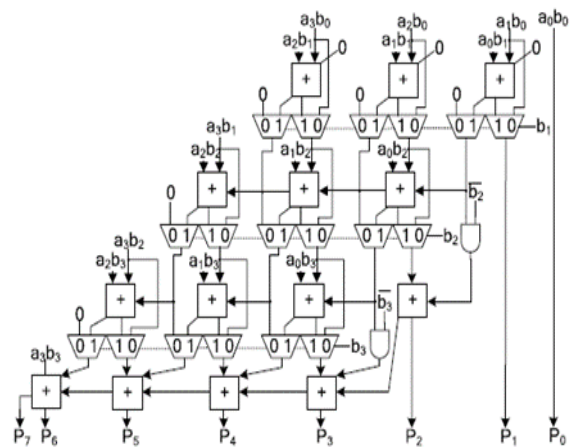 a₃b₀ a₂b₀ a₁b₀ a₀b₀
a₂b₁ 0 a₁b₁ 0 a₀b₁ 0
+ + +
0 0 0
0 1 1 0 0 1 1 0 0 1 1 0 b₁
a₃b₁
a₂b₂ a₁b₂ a₀b₂
+ + + b̅₂
0
0 1 1 0 0 1 1 0 0 1 1 0 b₂
a₃b₂
a₂b₃ a₁b₃ a₀b₃
+ + + b̅₃ +
0
0 1 1 0 0 1 1 0 0 1 1 0 b₃
a₃b₃
+ + + +
P₇ P₆ P₅ P₄ P₃ P₂ P₁ P₀